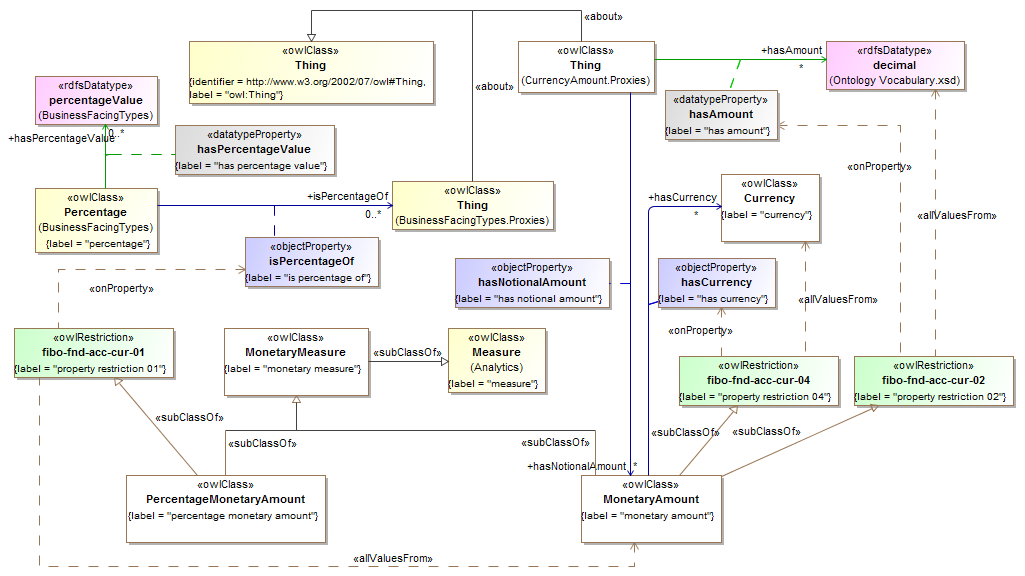 «about»
«owlClass»
Thing
{identifier = http://www.w3.org/2002/07/owl#Thing,
label = "owl:Thing"}
«owlClass»
Thing
(CurrencyAmount.Proxies)
+hasAmount
*
«rdfsDatatype»
decimal
(Ontology Vocabulary.xsd)
«about»
«rdfsDatatype»
percentageValue
(BusinessFacingTypes)
+hasPercentageValue
0..*
«datatypeProperty»
hasPercentageValue
{label = "has percentage value"}
«datatypeProperty»
hasAmount
{label = "has amount"}
«onProperty»
«owlClass»
Percentage
(BusinessFacingTypes)
{label = "percentage"}
+isPercentageOf
0..*
«owlClass»
Thing
(BusinessFacingTypes.Proxies)
+hasCurrency
*
«owlClass»
Currency
{label = "currency"}
«allValuesFrom»
«objectProperty»
isPercentageOf
{label = "is percentage of"}
«onProperty»
«objectProperty»
hasNotionalAmount
{label = "has notional amount"}
«objectProperty»
hasCurrency
{label = "has currency"}
«allValuesFrom»
«onProperty»
«owlRestriction»
fibo-fnd-acc-cur-01
{label = "property restriction 01"}
«owlClass»
MonetaryMeasure
{label = "monetary measure"}
«subClassOf»
«owlClass»
Measure
(Analytics)
{label = "measure"}
«owlRestriction»
fibo-fnd-acc-cur-04
{label = "property restriction 04"}
«owlRestriction»
fibo-fnd-acc-cur-02
{label = "property restriction 02"}
«subClassOf»
«subClassOf»
«subClassOf»
«subClassOf»
«subClassOf»
+hasNotionalAmount
*
«owlClass»
PercentageMonetaryAmount
{label = "percentage monetary amount"}
«owlClass»
MonetaryAmount
{label = "monetary amount"}
«allValuesFrom»